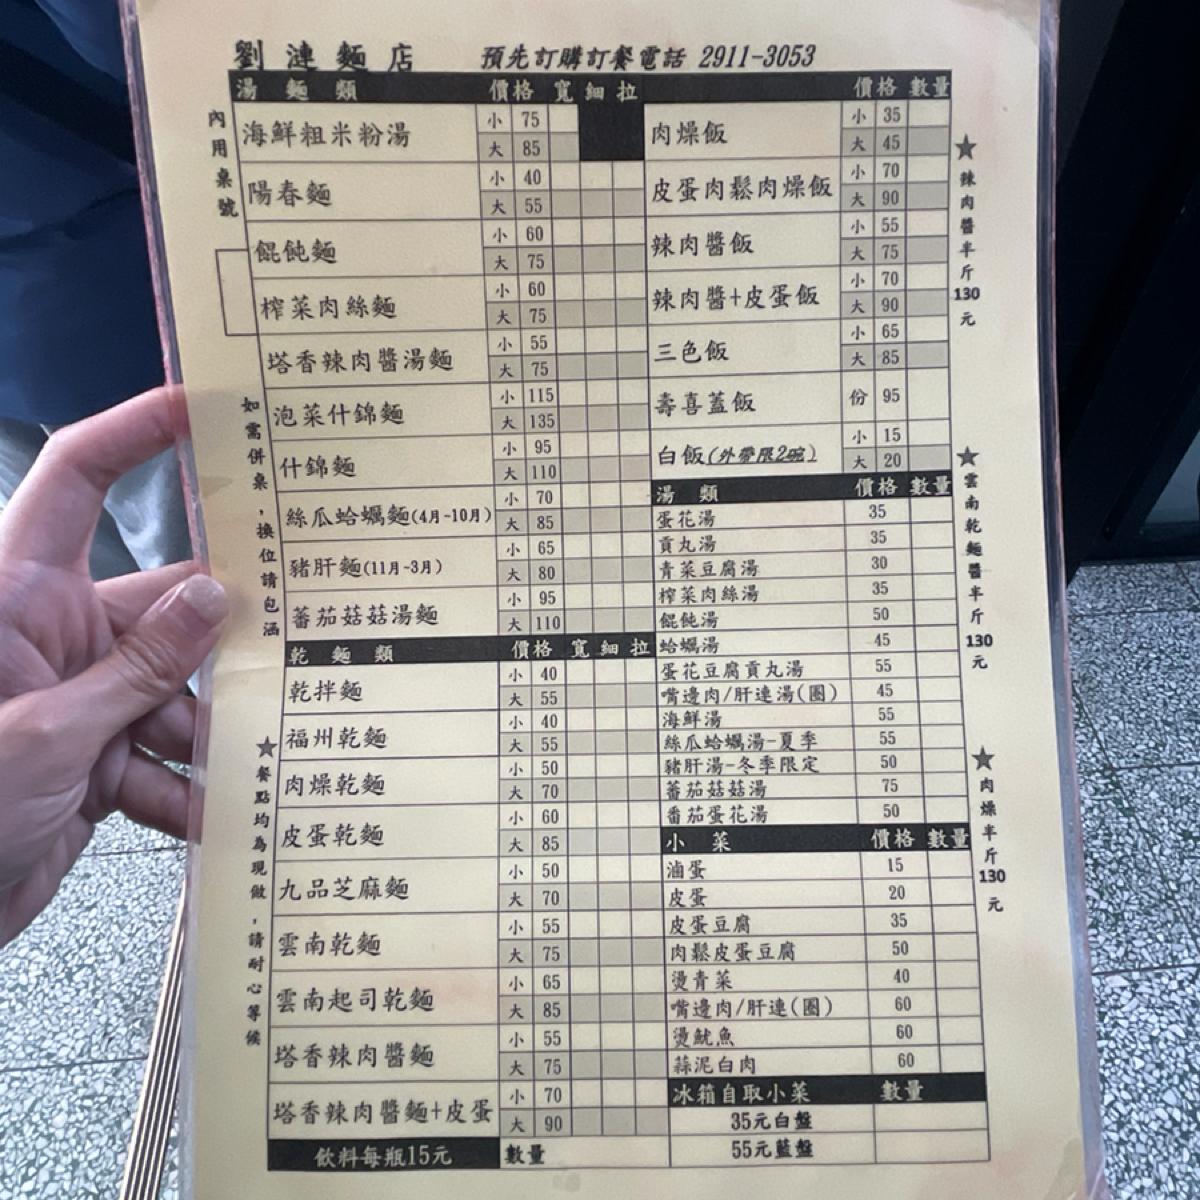 劉漣麵店 預先訂購訂餐電話 2911-3053
湯麵類 價格 寬 細 拉
海鮮粗米粉湯 小 75
大 85
陽春麵 小 40
大 55
餛飩麵 小 60
大 75
榨菜肉絲麵 小 60
大 75
塔香辣肉醬湯麵 小 55
大 75
泡菜什錦麵 小 115
大 135
什錦麵 小 95
大 110
絲瓜蛤蠣麵(4月~10月) 小 70
大 85
豬肝麵(11月~3月) 小 65
大 80
蕃茄菇菇湯麵 小 95
大 110
乾麵類 價格 寬 細 拉
乾拌麵 小 40
大 55
福州乾麵 小 40
大 55
肉燥乾麵 小 50
大 70
皮蛋乾麵 小 60
大 85
九品芝麻麵 小 50
大 70
雲南乾麵 小 55
大 75
雲南起司乾麵 小 65
大 85
塔香辣肉醬麵 小 55
大 75
塔香辣肉醬麵+皮蛋 小 70
大 90
飲料每瓶15元 數量
價格 數量
肉燥飯 小 35
大 45
皮蛋肉鬆肉燥飯 小 70
大 90
辣肉醬飯 小 55
大 75
辣肉醬+皮蛋飯 小 70
大 90
三色飯 小 65
大 85
壽喜蓋飯 份 95
白飯(外帶限2碗) 小 15
大 20
湯類 價格 數量
蛋花湯 35
貢丸湯 35
青菜豆腐湯 30
榨菜肉絲湯 35
餛飩湯 50
蛤蠣湯 45
蛋花豆腐貢丸湯 55
嘴邊肉/肝連湯(圈) 45
海鮮湯 55
絲瓜蛤蠣湯-夏季 55
豬肝湯-冬季限定 50
蕃茄菇菇湯 75
番茄蛋花湯 50
小菜 價格 數量
滷蛋 15
皮蛋 20
皮蛋豆腐 35
肉鬆皮蛋豆腐 50
燙青菜 40
嘴邊肉/肝連(圈) 60
燙魷魚 60
蒜泥白肉 60
冰箱自取小菜 數量
35元白盤
55元藍盤
內用桌號
如需併桌，換位請包涵
★餐點均為現做，請耐心等候
★辣肉醬半斤130元
★雲南乾麵醬半斤130元
★肉燥半斤130元